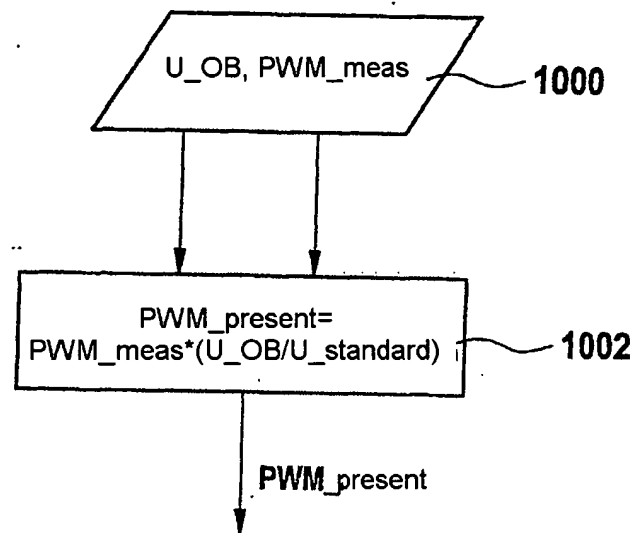 U_OB, PWM_meas
1000
PWM_present=
PWM_meas*(U_OB/U_standard)
1002
PWM_present